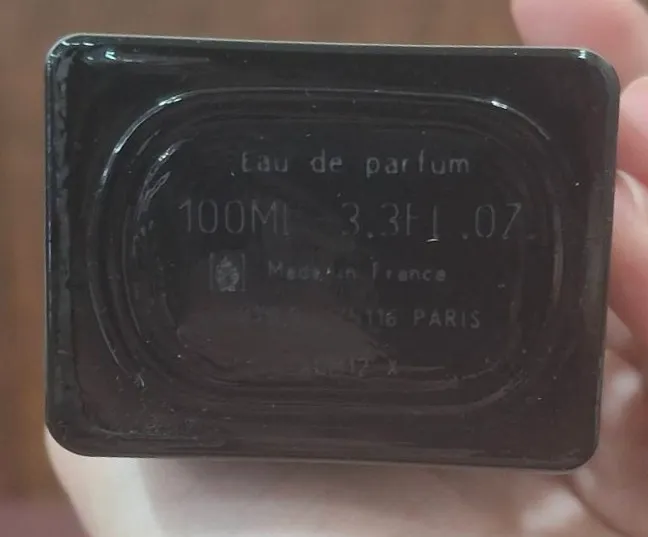 Eau de parfum
100ML 3.3Fl.OZ
Made in France
PARIS